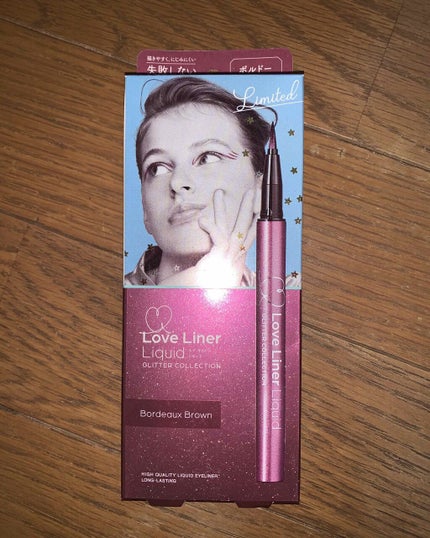 描きやすく、にじみにくい
失敗しない
ボルドー
Limited
Love Liner
Liquid
GLITTER COLLECTION
Bordeaux Brown
HIGH QUALITY LIQUID EYELINER
LONG-LASTING
Love Liner Liquid
GLITTER COLLECTION